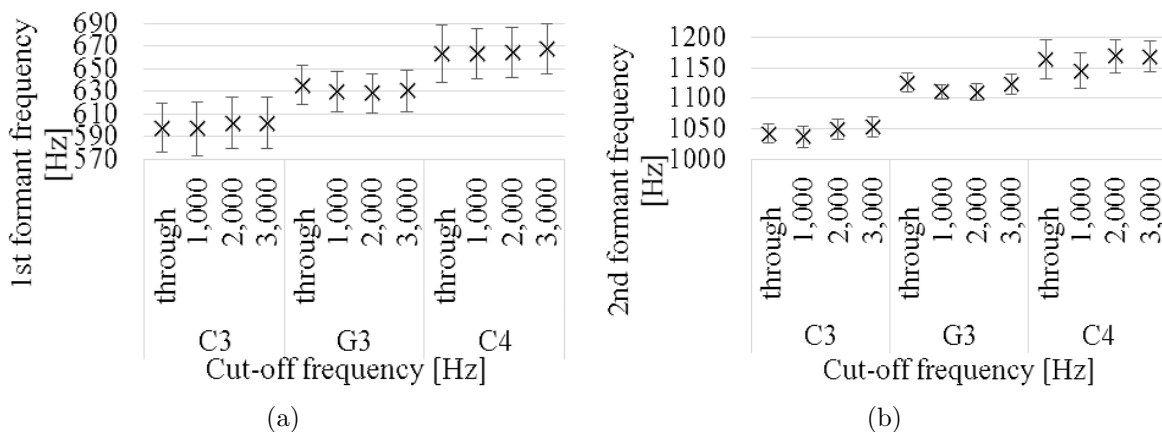 1st formant frequency
[Hz]
690
670
650
630
610
590
570
through
1,000
2,000
3,000
through
1,000
2,000
3,000
through
1,000
2,000
3,000
C3
G3
C4
Cut-off frequency [Hz]
(a)
2nd formant frequency
[Hz]
1200
1150
1100
1050
1000
through
1,000
2,000
3,000
through
1,000
2,000
3,000
through
1,000
2,000
3,000
C3
G3
C4
Cut-off frequency [Hz]
(b)